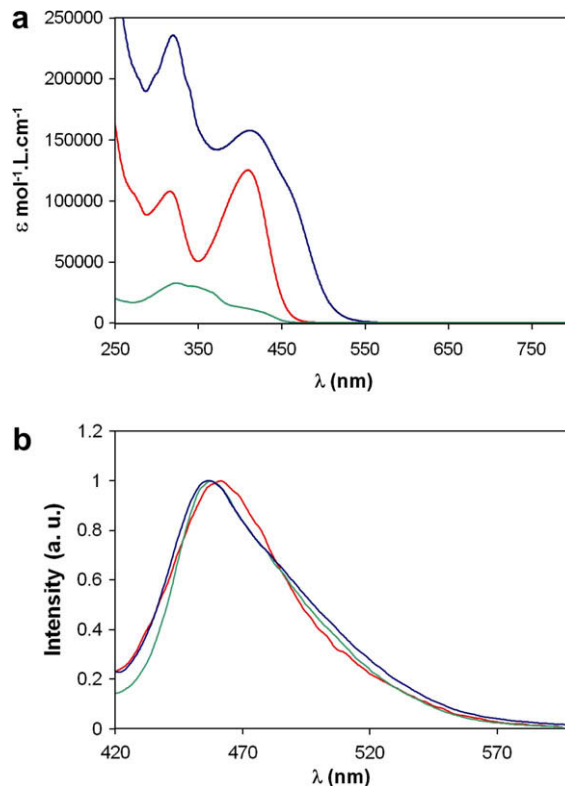 a
250000
200000
150000
100000
50000
0
ε mol-1.L.cm-1
250 350 450 550 650 750
λ (nm)
b
1.2
1
0.8
0.6
0.4
0.2
0
Intensity (a. u.)
420 470 520 570
λ (nm)